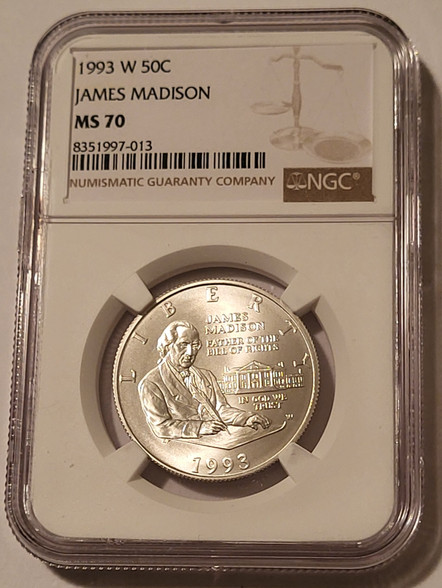 1993 W 50C
JAMES MADISON
MS 70
8351997-013
NUMISMATIC GUARANTY COMPANY
NGC®
LIBERTY
JAMES
MADISON
FATHER OF THE
BILL OF RIGHTS
IN GOD WE
TRUST
1993